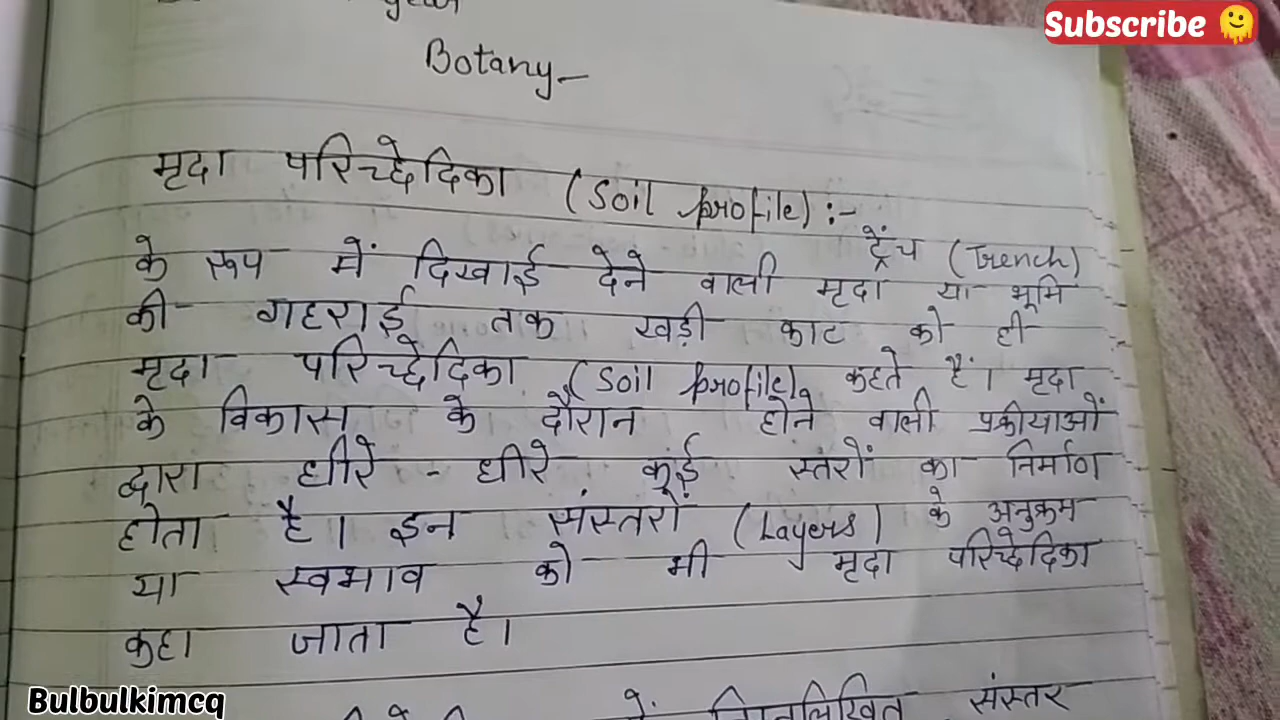 Subscribe
Botany-
मृदा परिच्छेदिका (Soil profile) :-
ट्रेंच (Trench)
के रूप में दिखाई देने वाली मृदा या भूमि
की गहराई तक खड़ी काट को ही
मृदा परिच्छेदिका (Soil profile) कहते हैं। मृदा
के विकास के दौरान होने वाली प्रक्रीयाओं
द्वारा धीरे - धीरे कई स्तरों का निर्माण
होता है। इन संस्तरों (Layers) के अनुक्रम
या स्वभाव को भी मृदा परिच्छेदिका
कहा जाता है।
में निम्नलिखित संस्तर
Bulbulkimcq